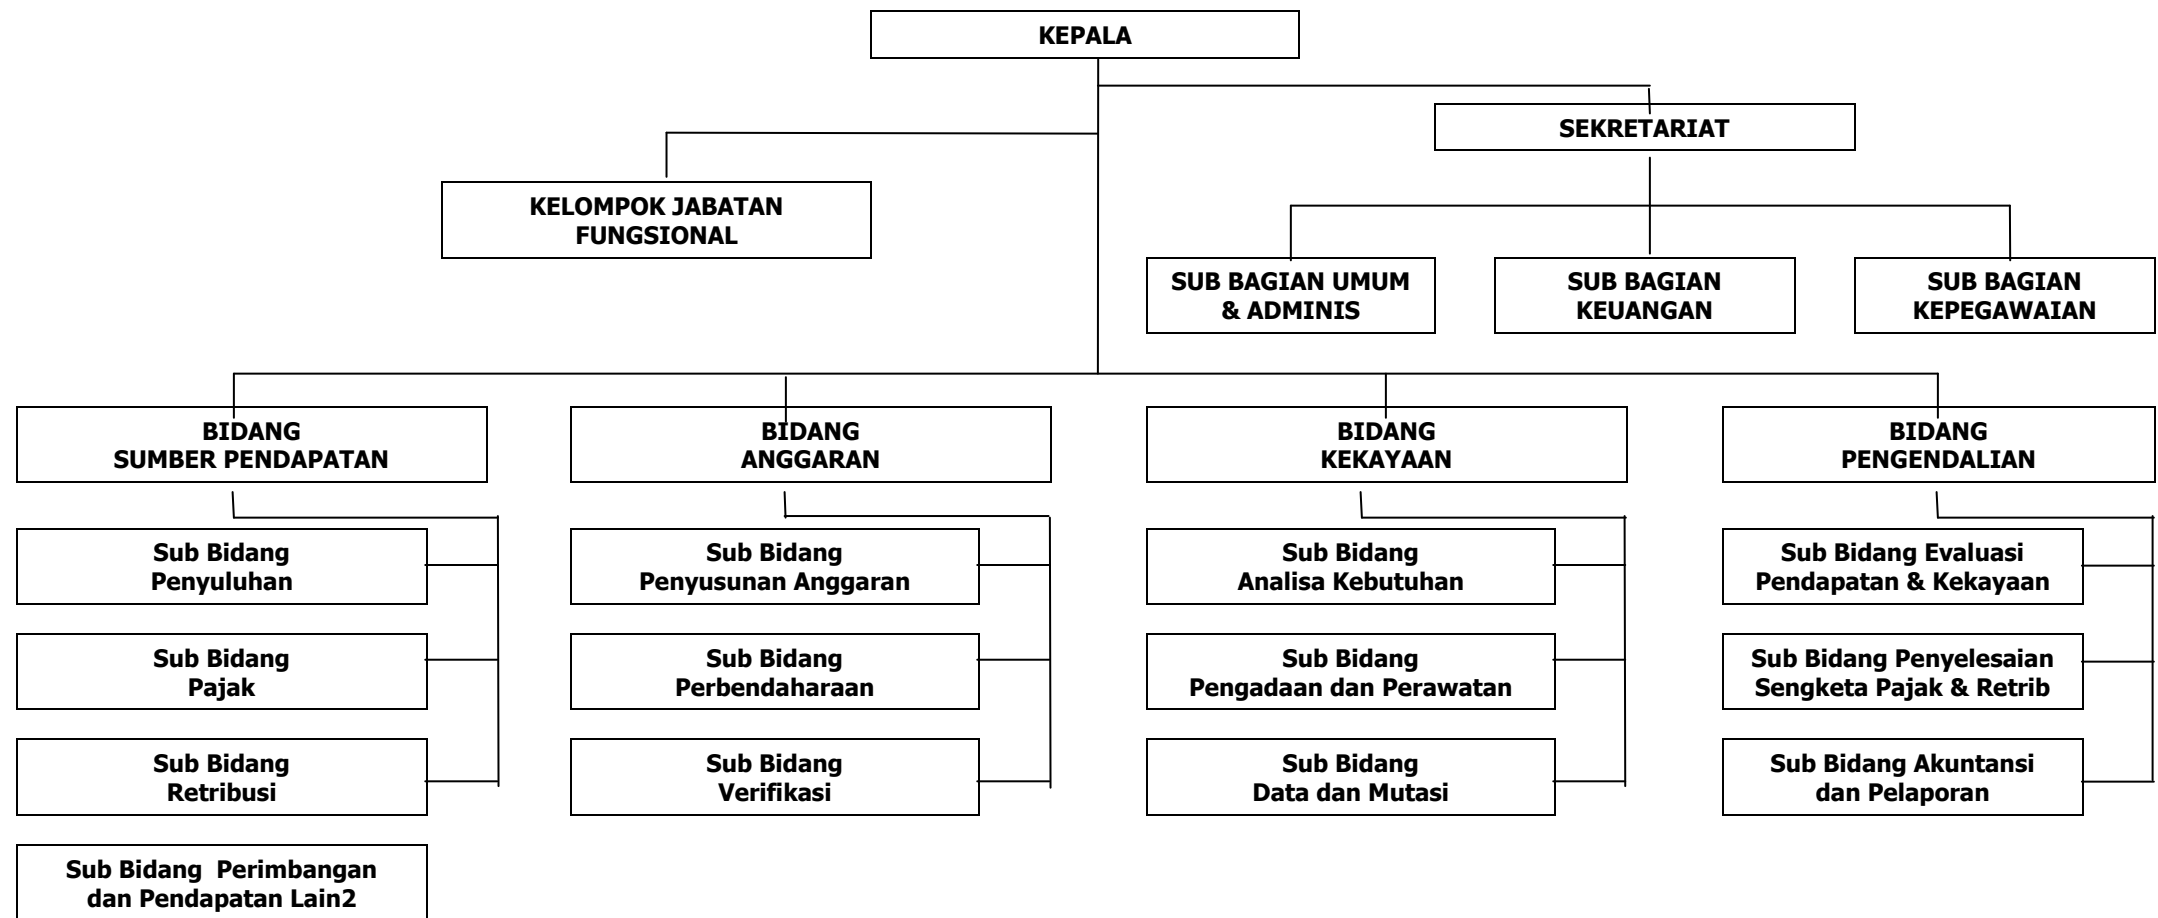 KEPALA
SEKRETARIAT
KELOMPOK JABATAN
FUNGSIONAL
SUB BAGIAN UMUM
& ADMINIS
SUB BAGIAN
KEUANGAN
SUB BAGIAN
KEPEGAWAIAN
BIDANG
SUMBER PENDAPATAN
BIDANG
ANGGARAN
BIDANG
KEKAYAAN
BIDANG
PENGENDALIAN
Sub Bidang
Penyuluhan
Sub Bidang
Penyusunan Anggaran
Sub Bidang
Analisa Kebutuhan
Sub Bidang Evaluasi
Pendapatan & Kekayaan
Sub Bidang
Pajak
Sub Bidang
Perbendaharaan
Sub Bidang
Pengadaan dan Perawatan
Sub Bidang Penyelesaian
Sengketa Pajak & Retrib
Sub Bidang
Retribusi
Sub Bidang
Verifikasi
Sub Bidang
Data dan Mutasi
Sub Bidang Akuntansi
dan Pelaporan
Sub Bidang  Perimbangan
dan Pendapatan Lain2